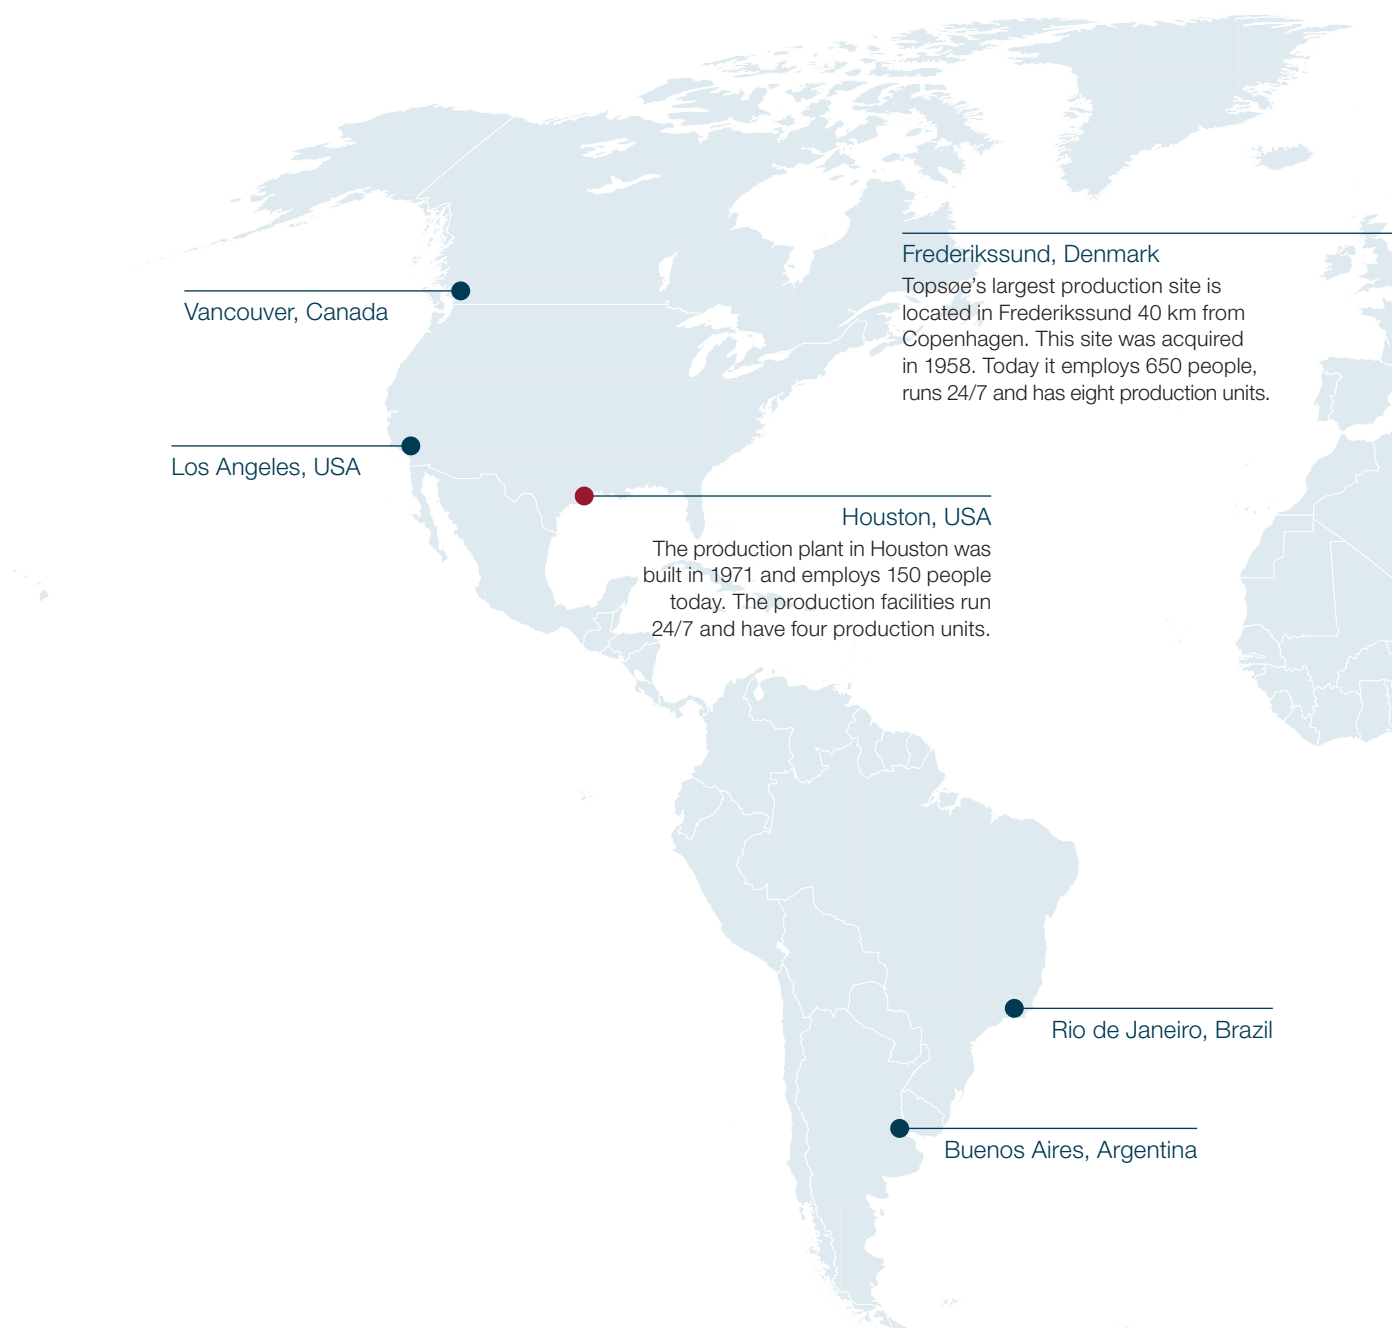 Frederikssund, Denmark
Topsøe’s largest production site is
located in Frederikssund 40 km from
Copenhagen. This site was acquired
in 1958. Today it employs 650 people,
runs 24/7 and has eight production units.
Vancouver, Canada
Los Angeles, USA
Houston, USA
The production plant in Houston was
built in 1971 and employs 150 people
today. The production facilities run
24/7 and have four production units.
Rio de Janeiro, Brazil
Buenos Aires, Argentina